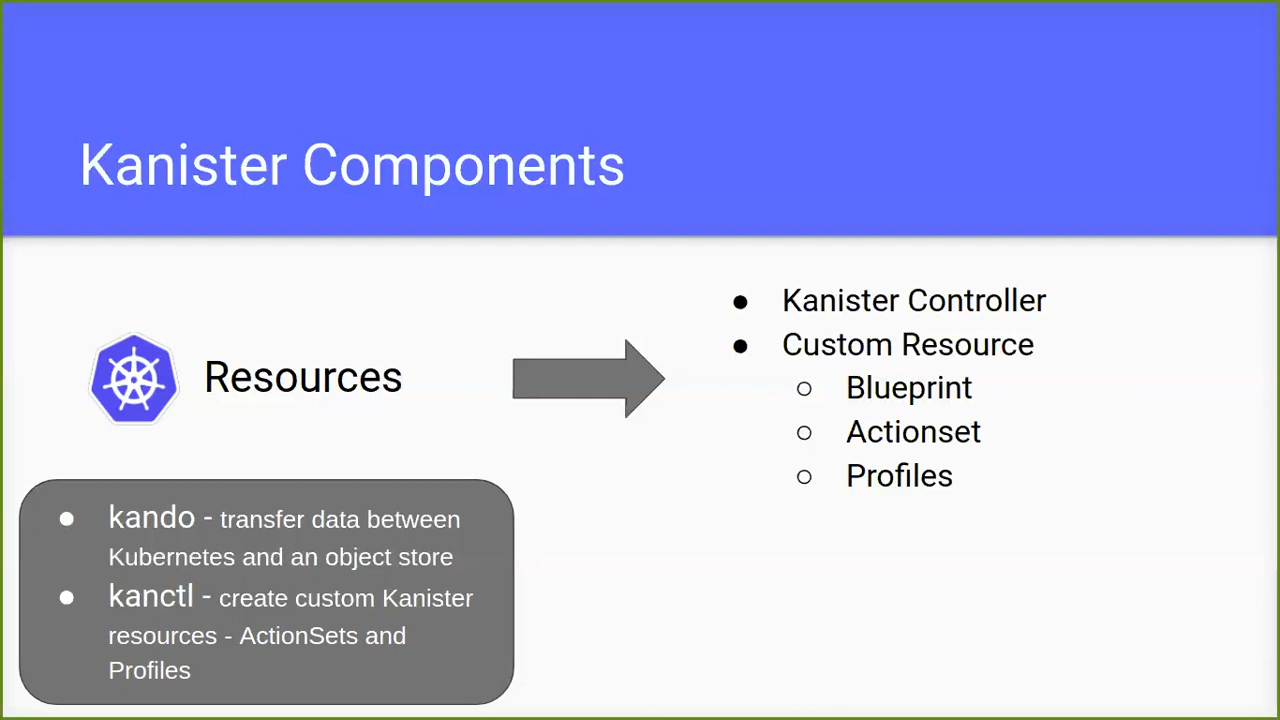 Kanister Components
Resources
● Kanister Controller
● Custom Resource
○ Blueprint
○ Actionset
○ Profiles
● kando - transfer data between
Kubernetes and an object store
● kanctl - create custom Kanister
resources - ActionSets and
Profiles